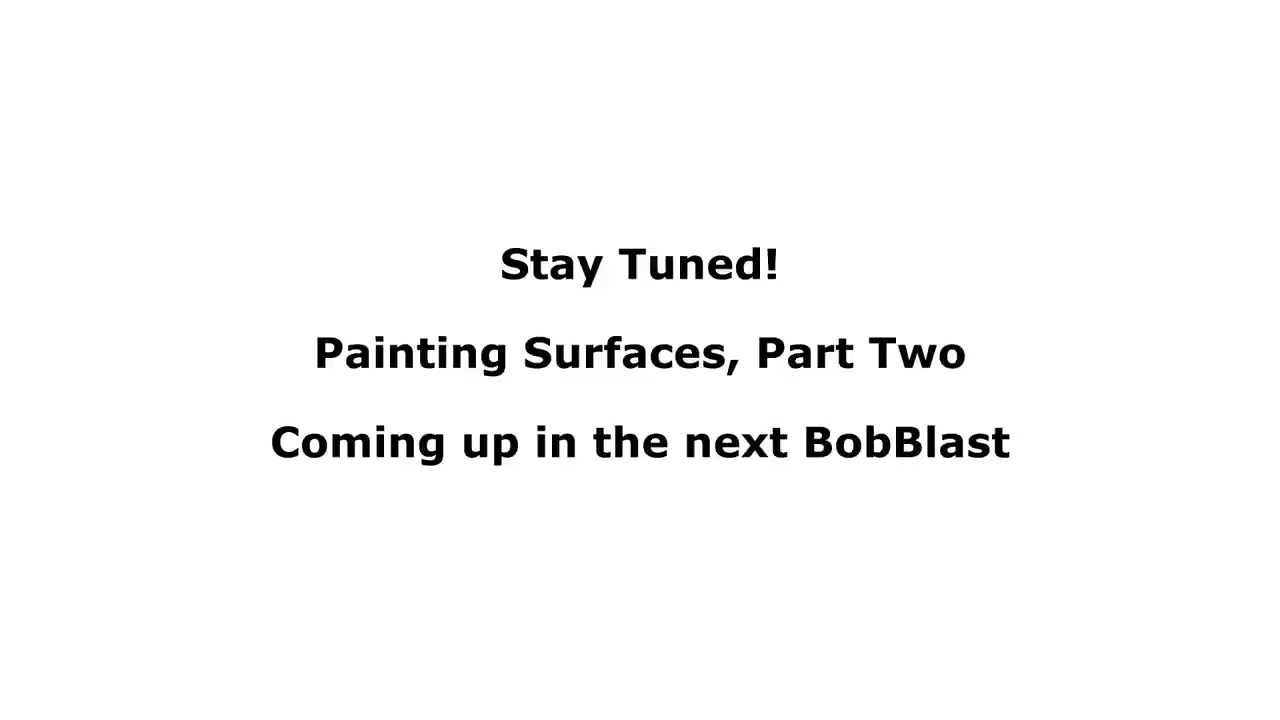 Stay Tuned!
Painting Surfaces, Part Two
Coming up in the next BobBlast